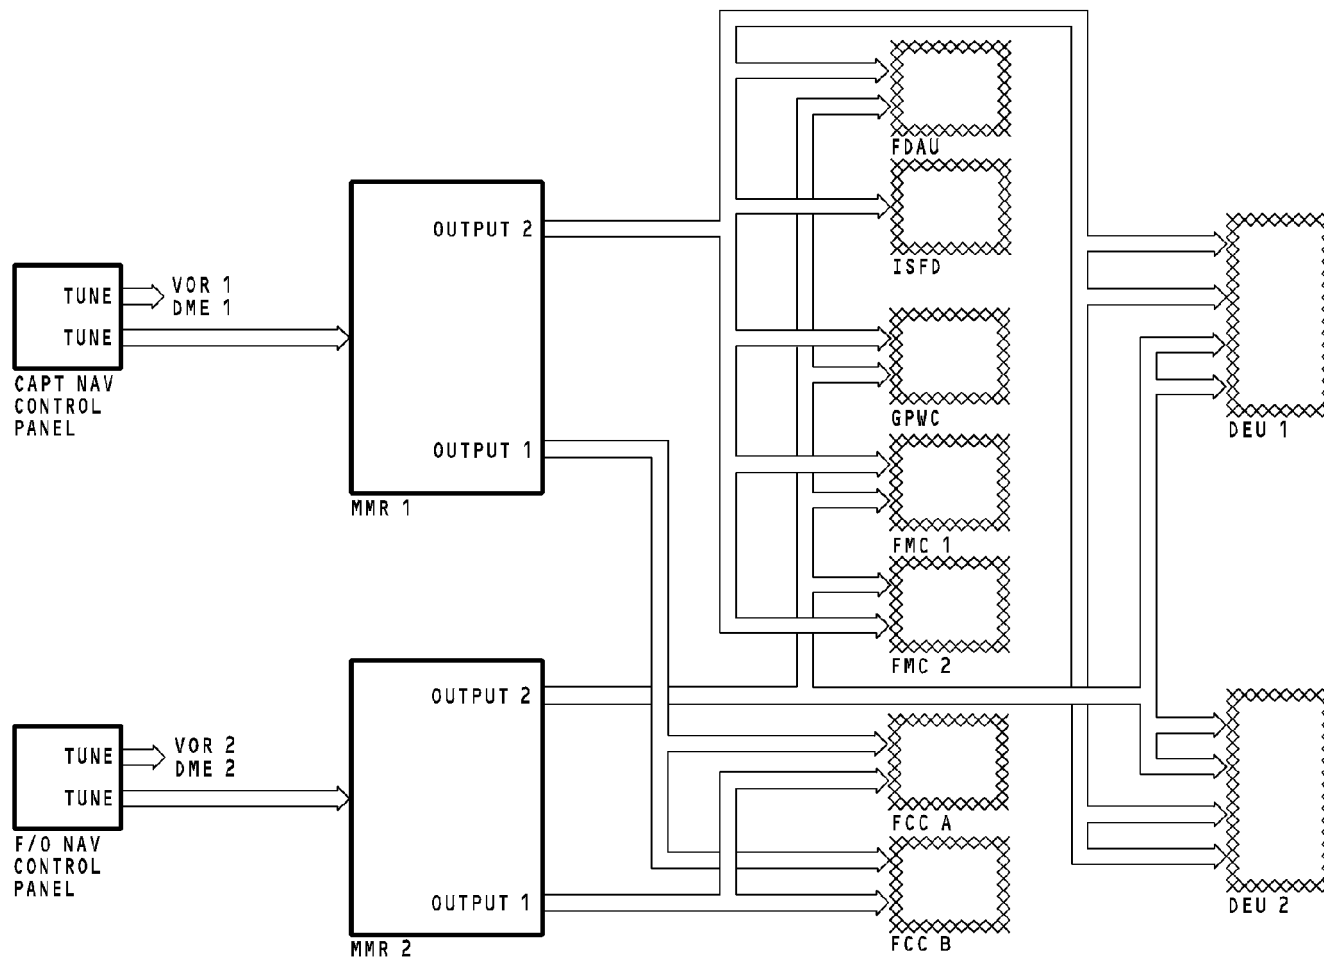 TUNE
VOR 1
DME 1
TUNE
CAPT NAV
CONTROL
PANEL
OUTPUT 2
OUTPUT 1
MMR 1
FDAU
ISFD
GPWC
FMC 1
FMC 2
DEU 1
TUNE
VOR 2
DME 2
TUNE
F/O NAV
CONTROL
PANEL
OUTPUT 2
OUTPUT 1
MMR 2
FCC A
FCC B
DEU 2